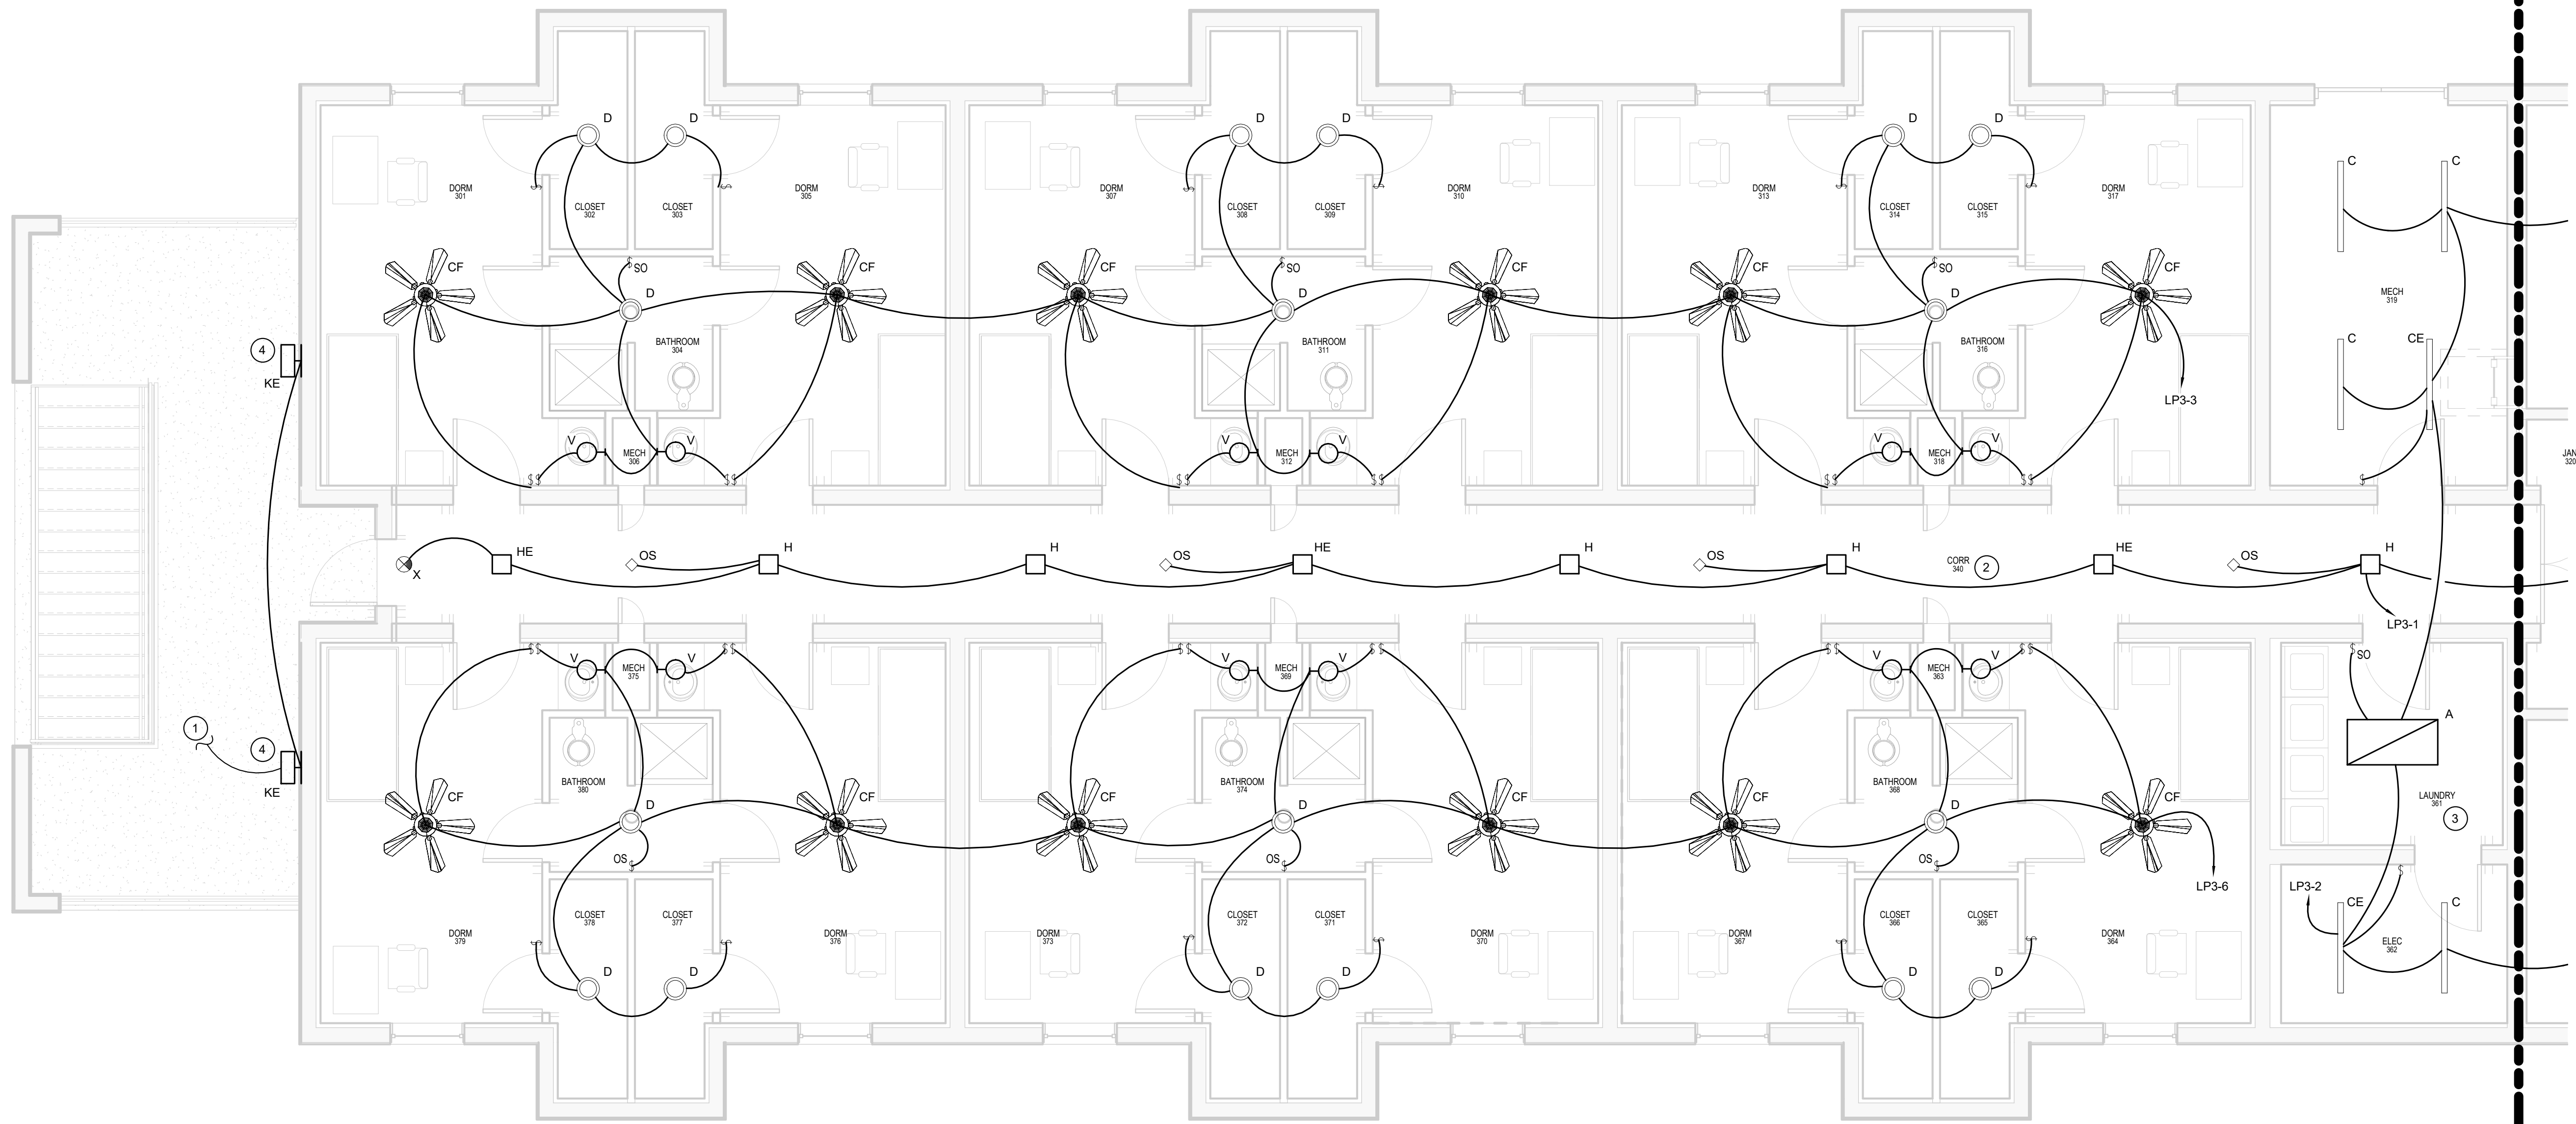 D
D
D
D
D
D
C
C
DORM
301
DORM
305
DORM
307
DORM
310
DORM
313
DORM
317
CLOSET
302
CLOSET
303
CLOSET
308
CLOSET
309
CLOSET
314
CLOSET
315
CF
$SO
CF
CF
$SO
CF
CF
$SO
CF
MECH
319
D
D
D
4
KE
BATHROOM
304
BATHROOM
311
BATHROOM
316
C
CE
LP3-3
V
MECH
306
V
V
MECH
312
V
V
MECH
318
V
JAN
320
$$
$$
$$
$$
$$
$$
$
X
HE
OS
H
H
OS
HE
H
OS
H
CORR
340
2
HE
OS
H
LP3-1
$$
V
MECH
375
V
$$
$$
V
MECH
369
V
$$
$$
V
MECH
363
V
$$
$
SO
A
1
4
KE
BATHROOM
380
BATHROOM
374
BATHROOM
368
CF
D
CF
CF
D
CF
CF
D
CF
LAUNDRY
361
3
OS$
OS$
OS$
LP3-6
LP3-2
$
CE
C
CLOSET
378
CLOSET
377
CLOSET
372
CLOSET
371
CLOSET
366
CLOSET
365
DORM
379
DORM
376
DORM
373
DORM
370
DORM
367
DORM
364
ELEC
362
D
D
D
D
D
D